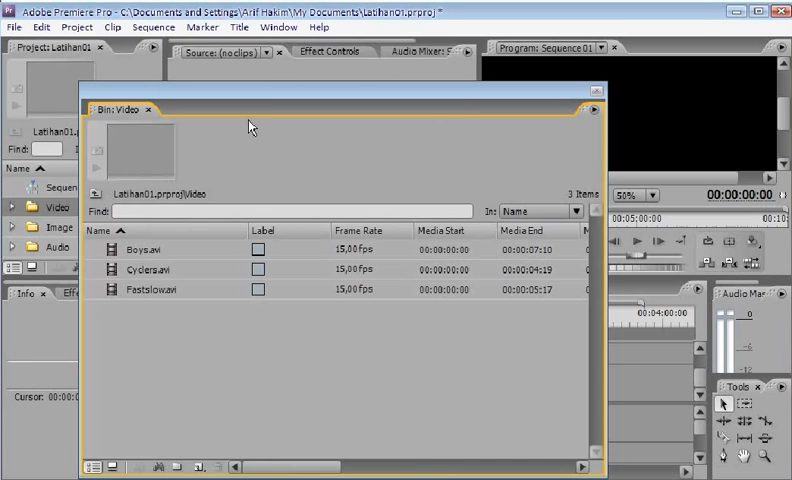 Adobe Premiere Pro - C:\Documents and Settings\Arif Hakim\My Documents\Latihan01.prproj *
File Edit Project Clip Sequence Marker Title Window Help
Project: Latihan01
Source: (no clips)
Effect Controls
Audio Mixer: S
Program: Sequence 01
Bin: Video
Latihan01.p
Find:
Name
Sequen
Video
Image
Audio
Latihan01.prproj\Video
3 Items
Find:
In: Name
Name Label Frame Rate Media Start Media End M
Boys.avi 15,00 fps 00:00:00:00 00:00:07:10
Cyclers.avi 15,00 fps 00:00:00:00 00:00:04:19
Fastslow.avi 15,00 fps 00:00:00:00 00:00:05:17
50%
00:00:00:00
00:05:00:00
00:10:
Info
Effe
Cursor: 00:00:0
00:04:00:00
Audio Mas
0
-6
-12
Tools